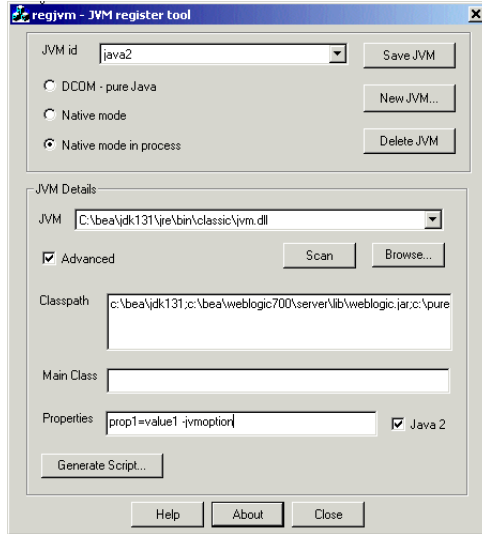 regjvm - JVM register tool
JVM id
java2
Save JVM
DCOM - pure Java
New JVM...
Native mode
Native mode in process
Delete JVM
JVM Details
JVM
C:\bea\jdk131\jre\bin\classic\jvm.dll
Advanced
Scan
Browse...
Classpath
c:\bea\jdk131;c:\bea\weblogic700\server\lib\weblogic.jar;c:\pure
Main Class
Properties
prop1=value1 -jvmoption
Java 2
Generate Script...
Help
About
Close